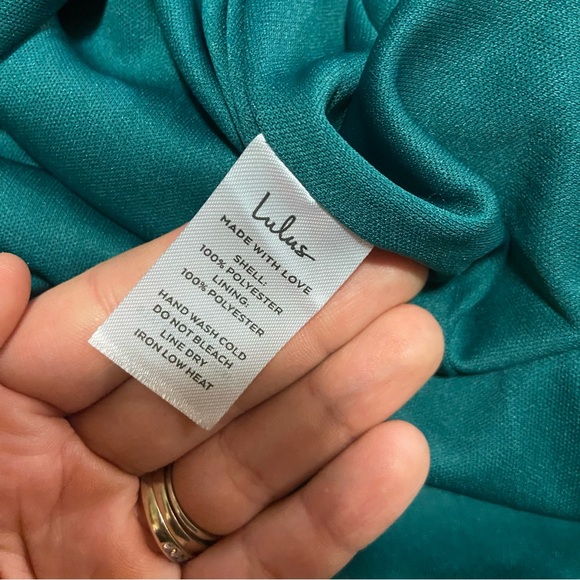 Lulus
MADE WITH LOVE
SHELL:
100% POLYESTER
LINING:
100% POLYESTER
HAND WASH COLD
DO NOT BLEACH
LINE DRY
IRON LOW HEAT